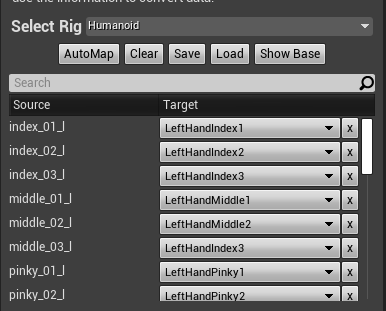 use the information to convert data.
Select Rig Humanoid
AutoMap Clear Save Load Show Base
Search
Source Target
index_01_l LeftHandIndex1 x
index_02_l LeftHandIndex2 x
index_03_l LeftHandIndex3 x
middle_01_l LeftHandMiddle1 x
middle_02_l LeftHandMiddle2 x
middle_03_l LeftHandIndex3 x
pinky_01_l LeftHandPinky1 x
pinky_02_l LeftHandPinky2 x